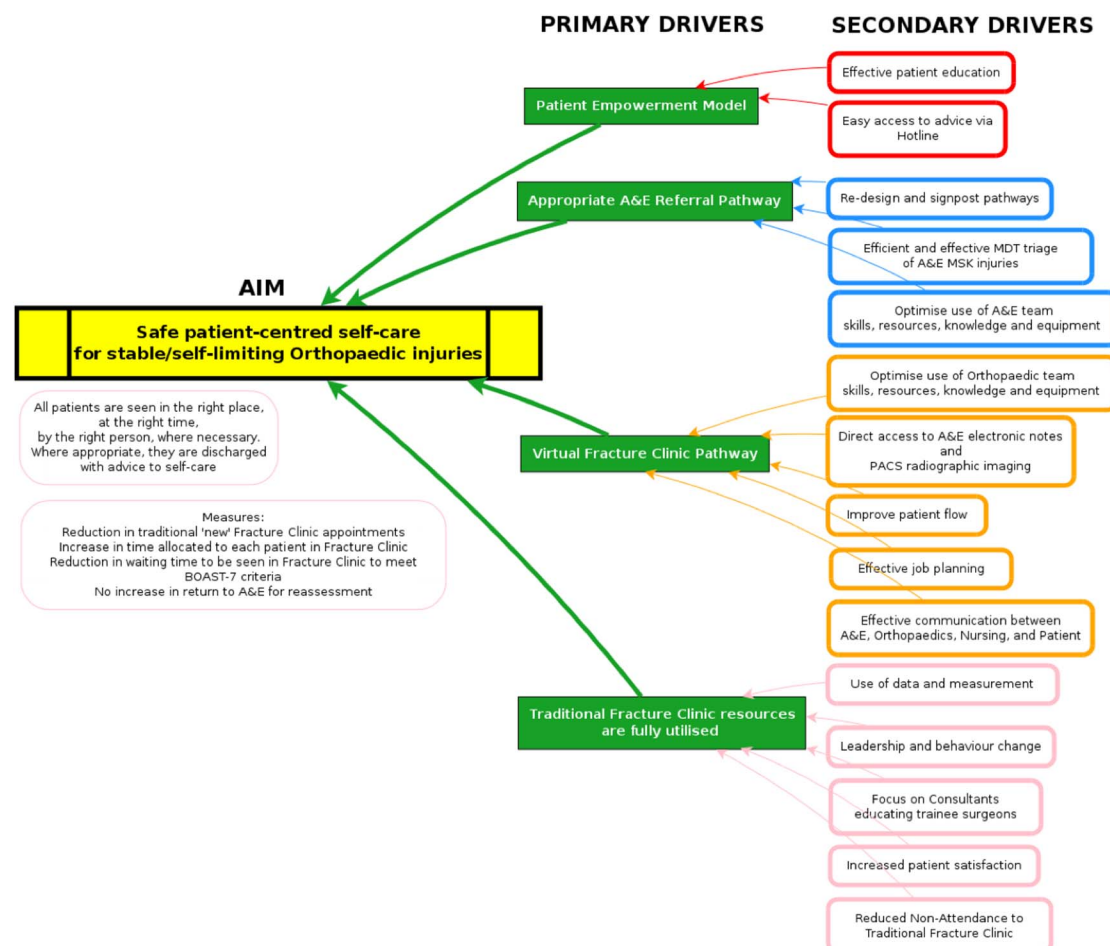 PRIMARY DRIVERS
SECONDARY DRIVERS
Patient Empowerment Model
Effective patient education
Easy access to advice via
Hotline
Appropriate A&E Referral Pathway
Re-design and signpost pathways
Efficient and effective MDT triage
of A&E MSK injuries
Optimise use of A&E team
skills, resources, knowledge and equipment
AIM
Safe patient-centred self-care
for stable/self-limiting Orthopaedic injuries
All patients are seen in the right place,
at the right time,
by the right person, where necessary.
Where appropriate, they are discharged
with advice to self-care
Measures:
Reduction in traditional 'new' Fracture Clinic appointments
Increase in time allocated to each patient in Fracture Clinic
Reduction in waiting time to be seen in Fracture Clinic to meet
BOAST-7 criteria
No increase in return to A&E for reassessment
Virtual Fracture Clinic Pathway
Optimise use of Orthopaedic team
skills, resources, knowledge and equipment
Direct access to A&E electronic notes
and
PACS radiographic imaging
Improve patient flow
Effective job planning
Effective communication between
A&E, Orthopaedics, Nursing, and Patient
Traditional Fracture Clinic resources
are fully utilised
Use of data and measurement
Leadership and behaviour change
Focus on Consultants
educating trainee surgeons
Increased patient satisfaction
Reduced Non-Attendance to
Traditional Fracture Clinic